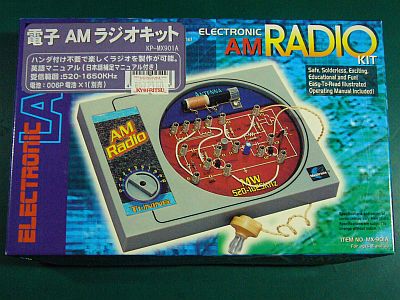 電子 AM ラジオキット
KP-MX901A
ハンダ付け不要で楽しくラジオを製作が可能。
英語マニュアル(日本語補足マニュアル付き)
受信範囲:520-1650KHz
電池:006P電池×1(別売)
KYOHRITSU
ELECTRONIC
AM RADIO
KIT
Safe, Solderless, Exciting,
Educational and Fun!
Easy-To-Read Illustrated
Operating Manual Included!
ELECTRONIC
ANTENNA
AM
Radio
MW
ITEM NO. MX-901A